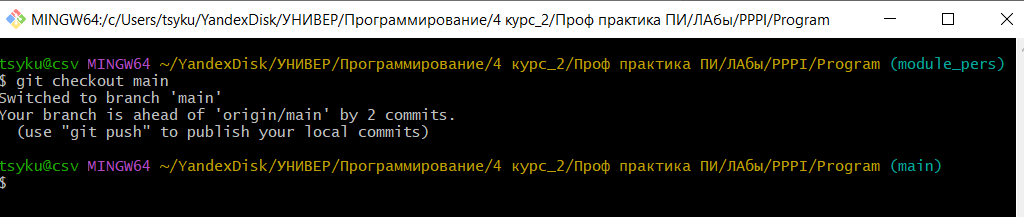 MINGW64:/c/Users/tsyku/YandexDisk/УНИВЕР/Программирование/4 курс_2/Проф практика ПИ/ЛАбы/PPPI/Program
tsyku@csv MINGW64 ~/YandexDisk/УНИВЕР/Программирование/4 курс_2/Проф практика ПИ/ЛАбы/PPPI/Program (module_pers)
$ git checkout main
Switched to branch 'main'
Your branch is ahead of 'origin/main' by 2 commits.
  (use "git push" to publish your local commits)
tsyku@csv MINGW64 ~/YandexDisk/УНИВЕР/Программирование/4 курс_2/Проф практика ПИ/ЛАбы/PPPI/Program (main)
$